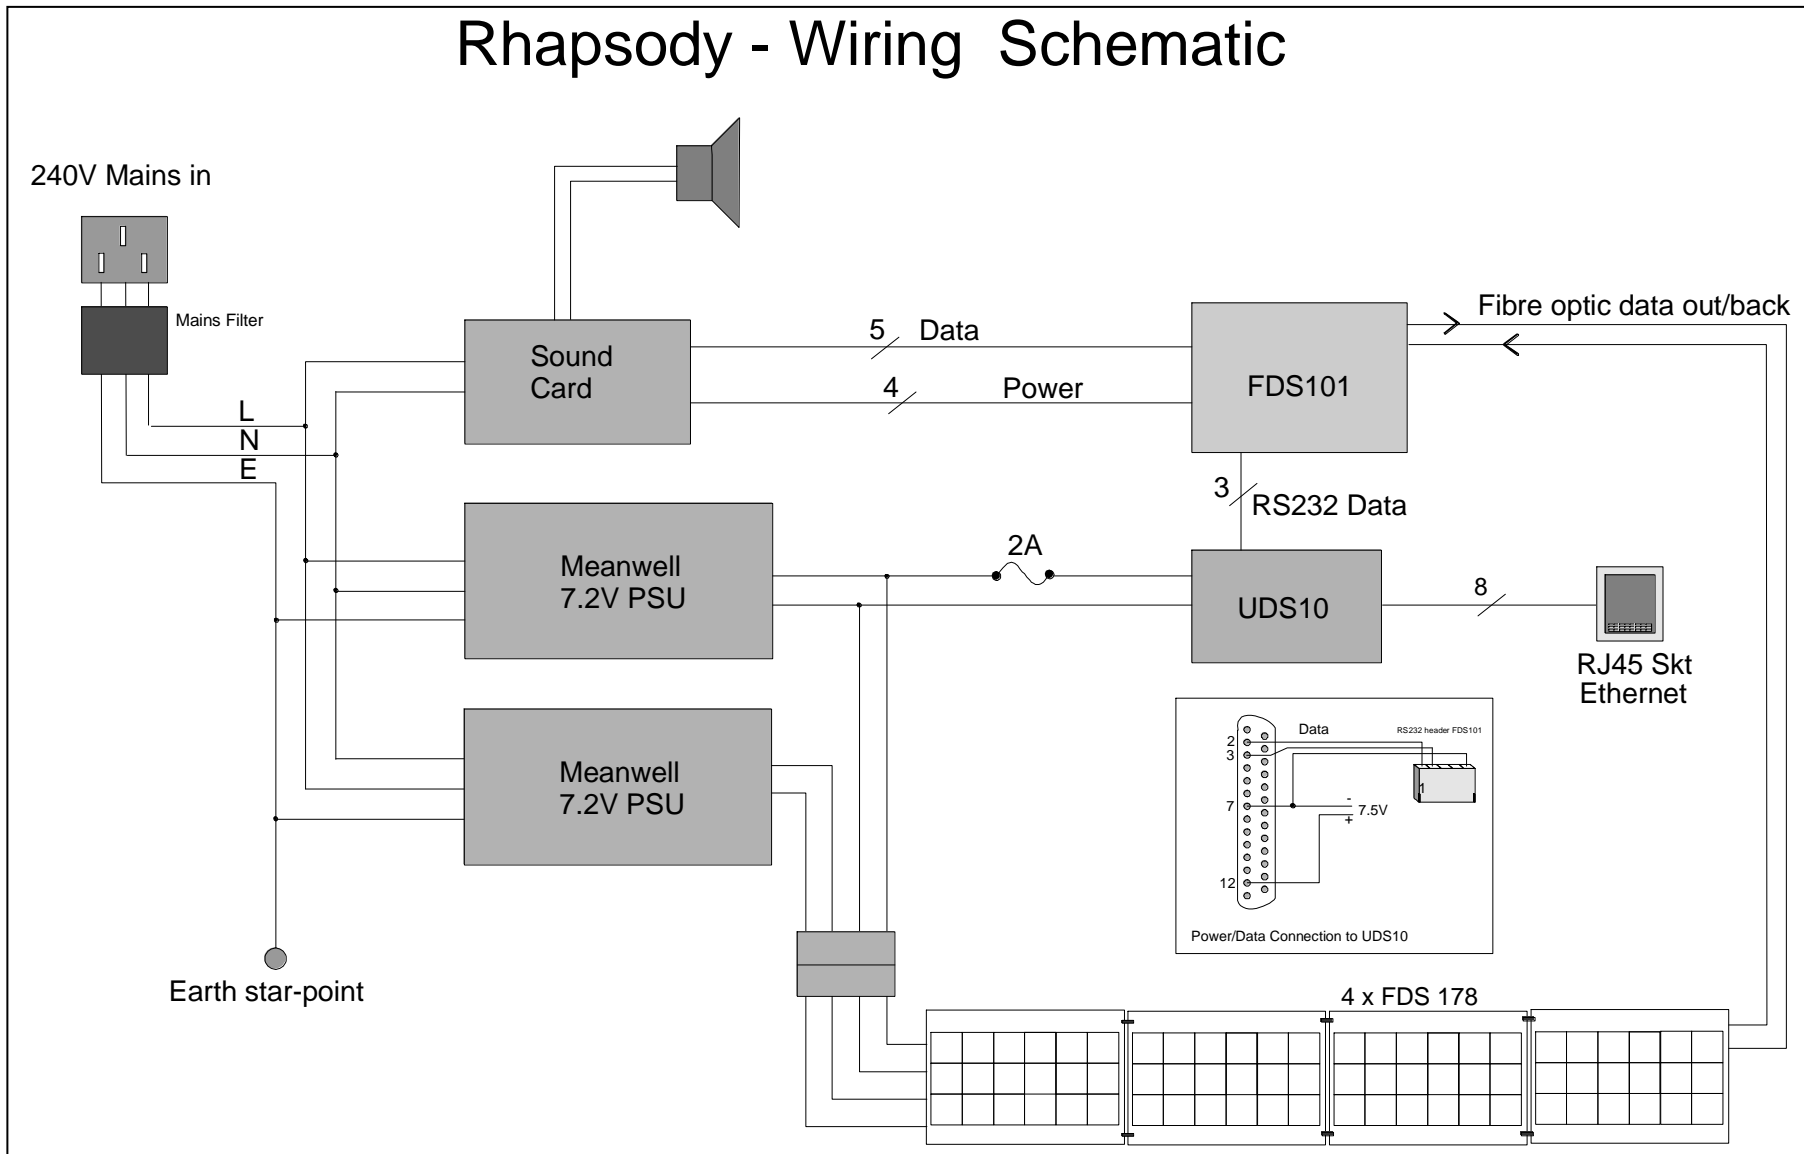 Rhapsody - Wiring Schematic
240V Mains in
Mains Filter
L
N
E
Sound
Card
5 Data
4 Power
FDS101
Fibre optic data out/back
3
RS232 Data
Meanwell
7.2V PSU
2A
UDS10
8
RJ45 Skt
Ethernet
Meanwell
7.2V PSU
Data
RS232 header FDS101
2
3
1
7
-
7.5V
+
12
Power/Data Connection to UDS10
Earth star-point
4 x FDS 178